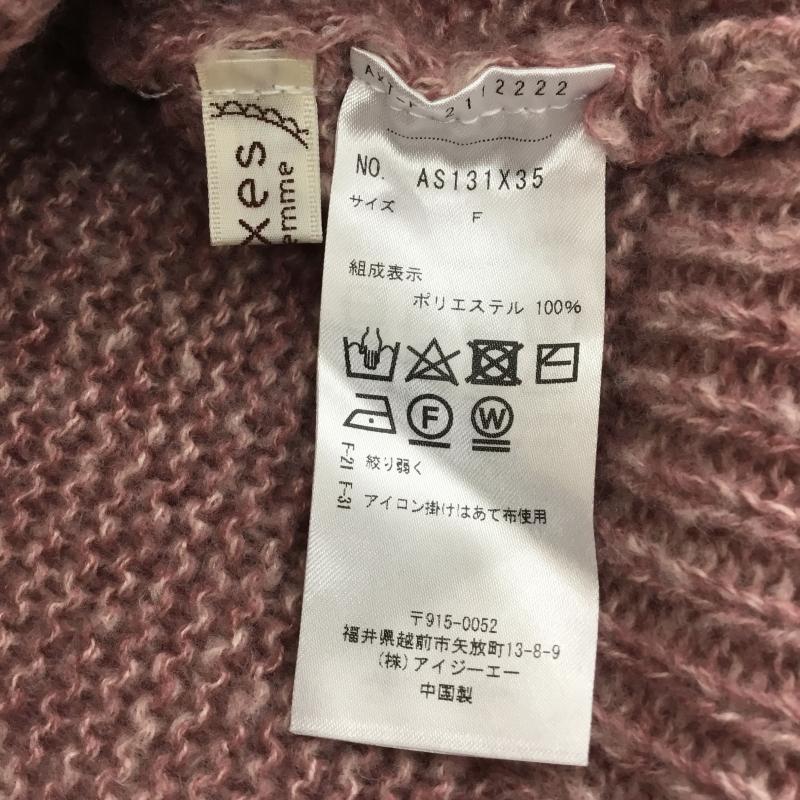 xes
emme
2112222
NO. AS131X35
サイズ F
組成表示
ポリエステル 100%
F
W
F-21 絞り弱く
F-31 アイロン掛けはあて布使用
〒915-0052
福井県越前市矢放町13-8-9
(株)アイジーエー
中国製